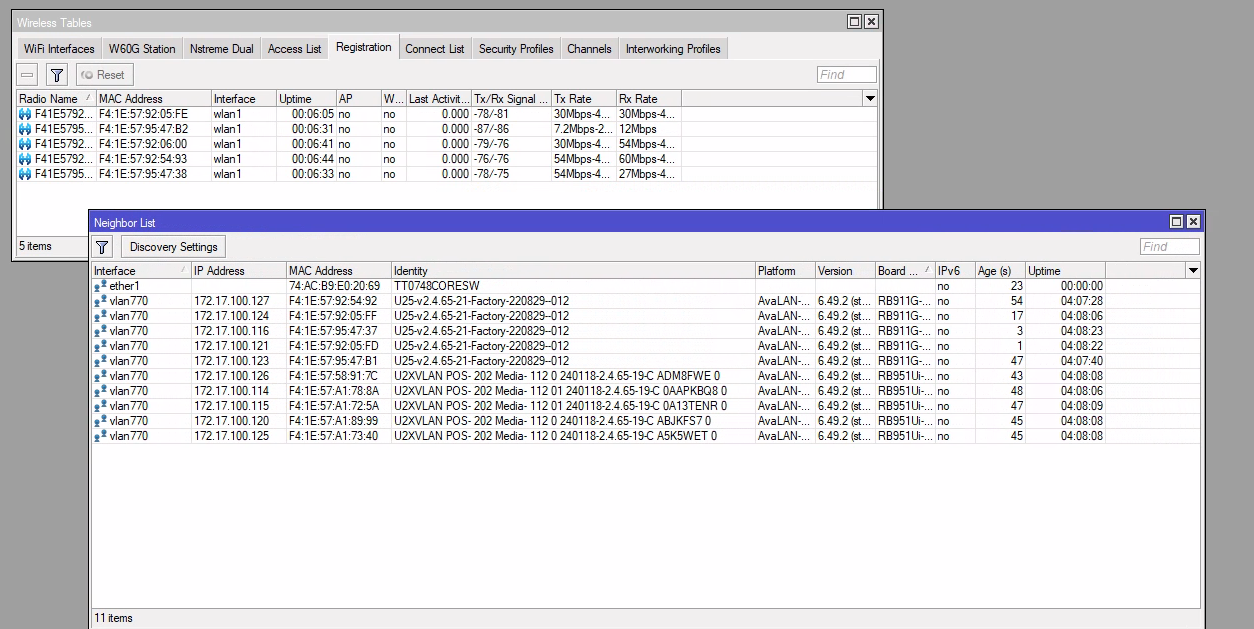 Wireless Tables
WiFi Interfaces W60G Station Nstreme Dual Access List Registration Connect List Security Profiles Channels Interworking Profiles
Reset Find
Radio Name MAC Address Interface Uptime AP W... Last Activit... Tx/Rx Signal ... Tx Rate Rx Rate
F41E5792... F4:1E:57:92:05:FE wlan1 00:06:05 no no 0.000 -78/-81 30Mbps-4... 30Mbps-4...
F41E5795... F4:1E:57:95:47:B2 wlan1 00:06:31 no no 0.000 -87/-86 7.2Mbps-2... 12Mbps
F41E5792... F4:1E:57:92:06:00 wlan1 00:06:41 no no 0.000 -79/-76 30Mbps-4... 54Mbps-4...
F41E5792... F4:1E:57:92:54:93 wlan1 00:06:44 no no 0.000 -76/-76 54Mbps-4... 60Mbps-4...
F41E5795... F4:1E:57:95:47:38 wlan1 00:06:33 no no 0.000 -78/-75 54Mbps-4... 27Mbps-4...
5 items
Neighbor List
Discovery Settings Find
Interface IP Address MAC Address Identity Platform Version Board ... IPv6 Age (s) Uptime
ether1 74:AC:B9:E0:20:69 TT0748CORESW no 23 00:00:00
vlan770 172.17.100.127 F4:1E:57:92:54:92 U25-v2.4.65-21-Factory-220829--012 AvaLAN-... 6.49.2 (st... RB911G-... no 54 04:07:28
vlan770 172.17.100.124 F4:1E:57:92:05:FF U25-v2.4.65-21-Factory-220829--012 AvaLAN-... 6.49.2 (st... RB911G-... no 17 04:08:06
vlan770 172.17.100.116 F4:1E:57:95:47:37 U25-v2.4.65-21-Factory-220829--012 AvaLAN-... 6.49.2 (st... RB911G-... no 3 04:08:23
vlan770 172.17.100.121 F4:1E:57:92:05:FD U25-v2.4.65-21-Factory-220829--012 AvaLAN-... 6.49.2 (st... RB911G-... no 1 04:08:22
vlan770 172.17.100.123 F4:1E:57:95:47:B1 U25-v2.4.65-21-Factory-220829--012 AvaLAN-... 6.49.2 (st... RB911G-... no 47 04:07:40
vlan770 172.17.100.126 F4:1E:57:58:91:7C U2XVLAN POS- 202 Media- 112 0 240118-2.4.65-19-C ADM8FWE 0 AvaLAN-... 6.49.2 (st... RB951Ui-... no 43 04:08:08
vlan770 172.17.100.114 F4:1E:57:A1:78:8A U2XVLAN POS- 202 Media- 112 01 240118-2.4.65-19-C 0AAPKBQ8 0 AvaLAN-... 6.49.2 (st... RB951Ui-... no 48 04:08:06
vlan770 172.17.100.115 F4:1E:57:A1:72:5A U2XVLAN POS- 202 Media- 112 01 240118-2.4.65-19-C 0A13TENR 0 AvaLAN-... 6.49.2 (st... RB951Ui-... no 47 04:08:09
vlan770 172.17.100.120 F4:1E:57:A1:89:99 U2XVLAN POS- 202 Media- 112 0 240118-2.4.65-19-C ABJKFS7 0 AvaLAN-... 6.49.2 (st... RB951Ui-... no 45 04:08:08
vlan770 172.17.100.125 F4:1E:57:A1:73:40 U2XVLAN POS- 202 Media- 112 0 240118-2.4.65-19-C A5K5WET 0 AvaLAN-... 6.49.2 (st... RB951Ui-... no 45 04:08:08
11 items